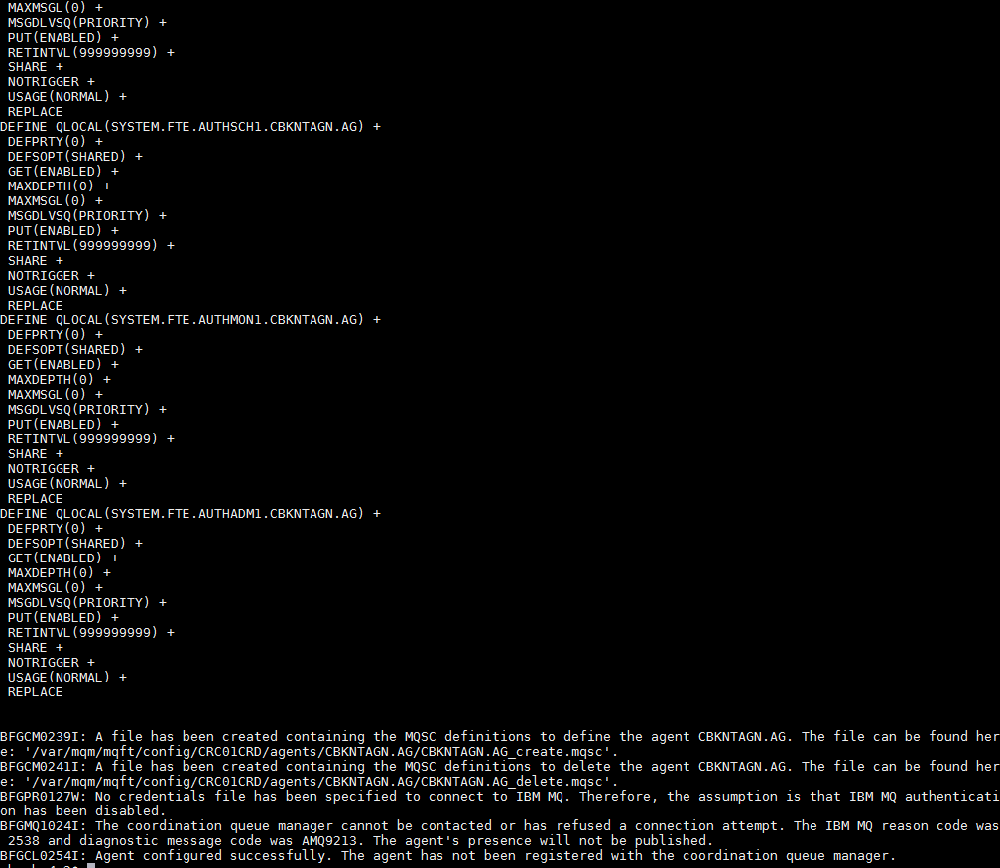 MAXMSGL(0) +
MSGDLVSQ(PRIORITY) +
PUT(ENABLED) +
RETINTVL(999999999) +
SHARE +
NOTRIGGER +
USAGE(NORMAL) +
REPLACE
DEFINE QLOCAL(SYSTEM.FTE.AUTHSCH1.CBKNTAGN.AG) +
DEFPRTY(0) +
DEFSOPT(SHARED) +
GET(ENABLED) +
MAXDEPTH(0) +
MAXMSGL(0) +
MSGDLVSQ(PRIORITY) +
PUT(ENABLED) +
RETINTVL(999999999) +
SHARE +
NOTRIGGER +
USAGE(NORMAL) +
REPLACE
DEFINE QLOCAL(SYSTEM.FTE.AUTHMON1.CBKNTAGN.AG) +
DEFPRTY(0) +
DEFSOPT(SHARED) +
GET(ENABLED) +
MAXDEPTH(0) +
MAXMSGL(0) +
MSGDLVSQ(PRIORITY) +
PUT(ENABLED) +
RETINTVL(999999999) +
SHARE +
NOTRIGGER +
USAGE(NORMAL) +
REPLACE
DEFINE QLOCAL(SYSTEM.FTE.AUTHADM1.CBKNTAGN.AG) +
DEFPRTY(0) +
DEFSOPT(SHARED) +
GET(ENABLED) +
MAXDEPTH(0) +
MAXMSGL(0) +
MSGDLVSQ(PRIORITY) +
PUT(ENABLED) +
RETINTVL(999999999) +
SHARE +
NOTRIGGER +
USAGE(NORMAL) +
REPLACE
BFGCM0239I: A file has been created containing the MQSC definitions to define the agent CBKNTAGN.AG. The file can be found her
e: '/var/mqm/mqft/config/CRC01CRD/agents/CBKNTAGN.AG/CBKNTAGN.AG_create.mqsc'.
BFGCM0241I: A file has been created containing the MQSC definitions to delete the agent CBKNTAGN.AG. The file can be found her
e: '/var/mqm/mqft/config/CRC01CRD/agents/CBKNTAGN.AG/CBKNTAGN.AG_delete.mqsc'.
BFGPR0127W: No credentials file has been specified to connect to IBM MQ. Therefore, the assumption is that IBM MQ authenticati
on has been disabled.
BFGMQ1024I: The coordination queue manager cannot be contacted or has refused a connection attempt. The IBM MQ reason code was
2538 and diagnostic message code was AMQ9213. The agent's presence will not be published.
BFGCL0254I: Agent configured successfully. The agent has not been registered with the coordination queue manager.